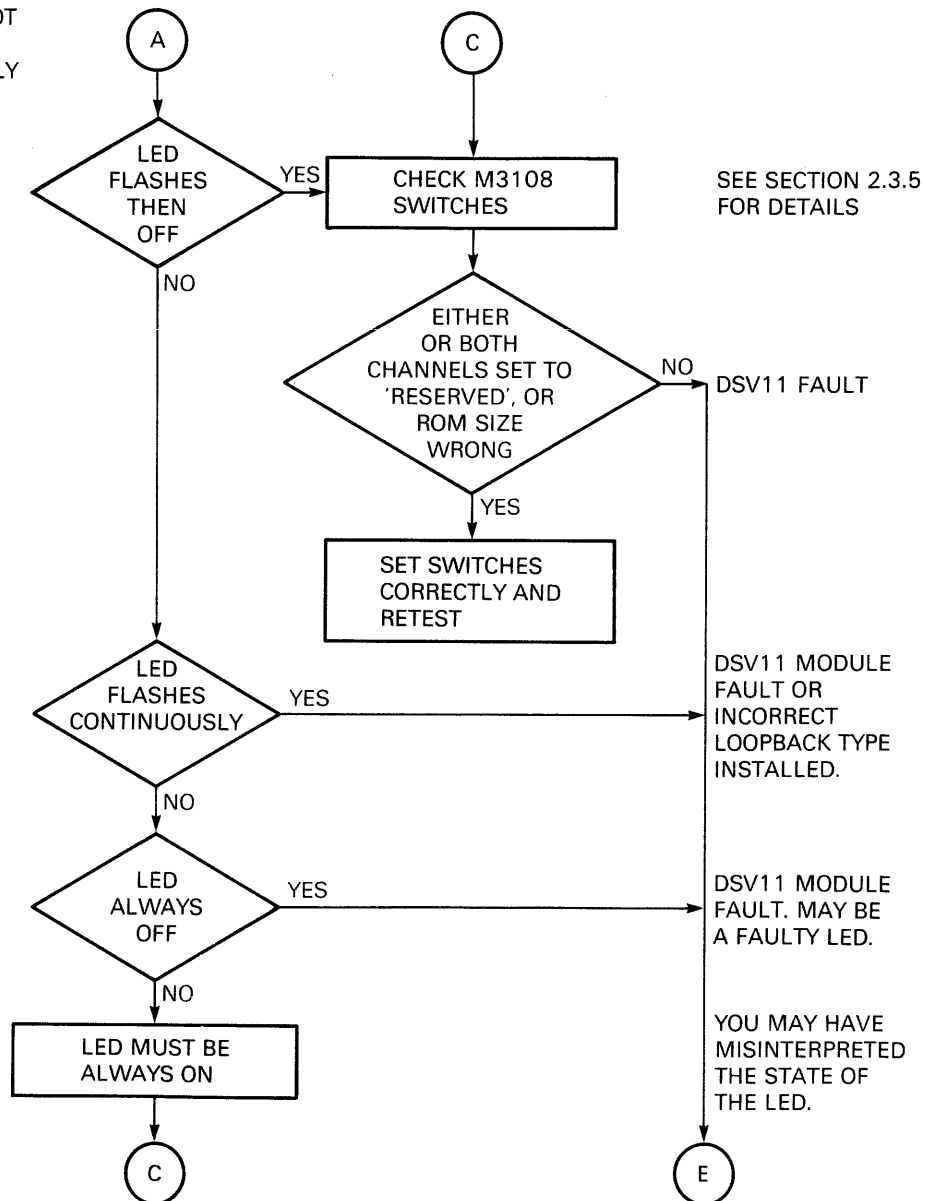 OT
LY
A
C
LED
FLASHES
THEN
OFF
YES
CHECK M3108
SWITCHES
SEE SECTION 2.3.5
FOR DETAILS
NO
EITHER
OR BOTH
CHANNELS SET TO
'RESERVED', OR
ROM SIZE
WRONG
NO
DSV11 FAULT
YES
SET SWITCHES
CORRECTLY AND
RETEST
LED
FLASHES
CONTINUOUSLY
YES
DSV11 MODULE
FAULT OR
INCORRECT
LOOPBACK TYPE
INSTALLED.
NO
LED
ALWAYS
OFF
YES
DSV11 MODULE
FAULT. MAY BE
A FAULTY LED.
NO
LED MUST BE
ALWAYS ON
YOU MAY HAVE
MISINTERPRETED
THE STATE OF
THE LED.
C
E